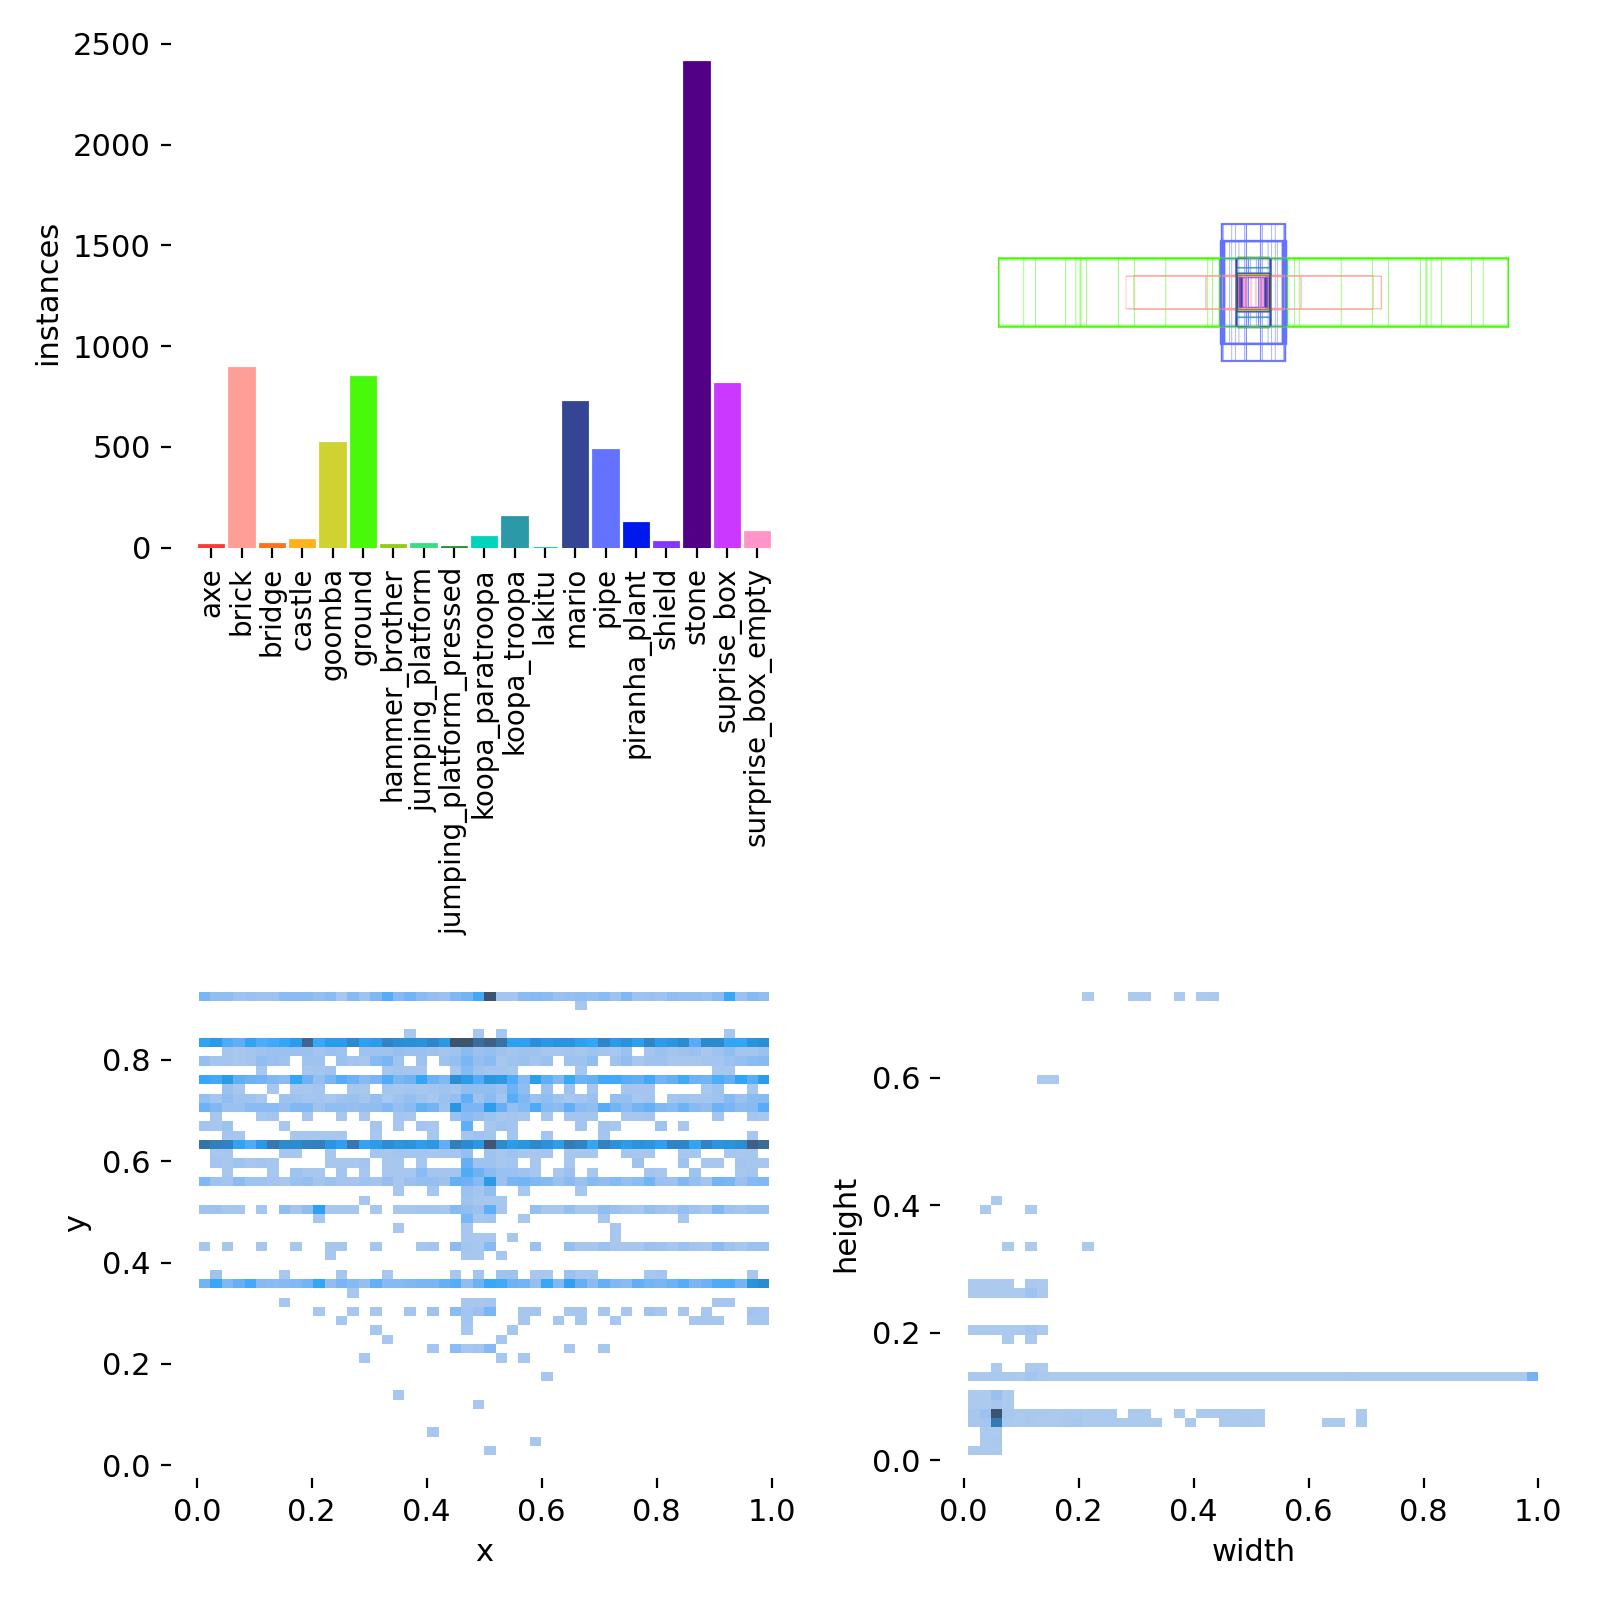 2500
2000
1500
1000
500
0
instances
axe
brick
bridge
castle
goomba
ground
hammer_brother
jumping_platform
jumping_platform_pressed
koopa_paratroopa
koopa_troopa
lakitu
mario
pipe
piranha_plant
shield
stone
suprise_box
surprise_box_empty
0.8
0.6
0.4
0.2
0.0
y
0.0 0.2 0.4 0.6 0.8 1.0
x
0.6
0.4
0.2
0.0
height
0.0 0.2 0.4 0.6 0.8 1.0
width